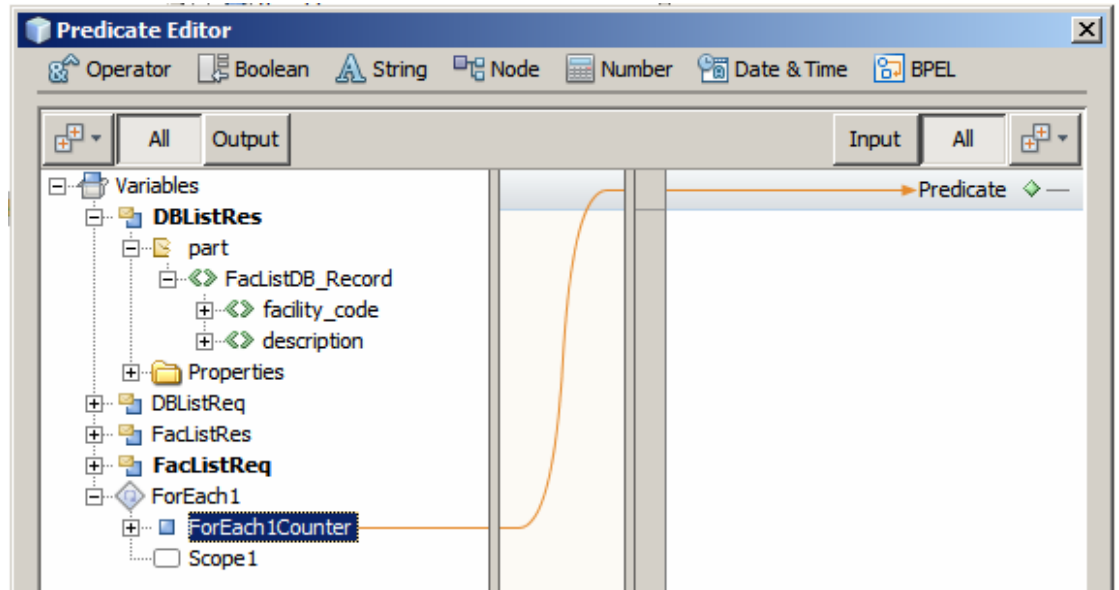 Predicate Editor
Operator Boolean String Node Number Date & Time BPEL
All Output Input All
Variables
Predicate
DBListRes
part
FacListDB_Record
facility_code
description
Properties
DBListReq
FacListRes
FacListReq
ForEach1
ForEach1Counter
Scope1